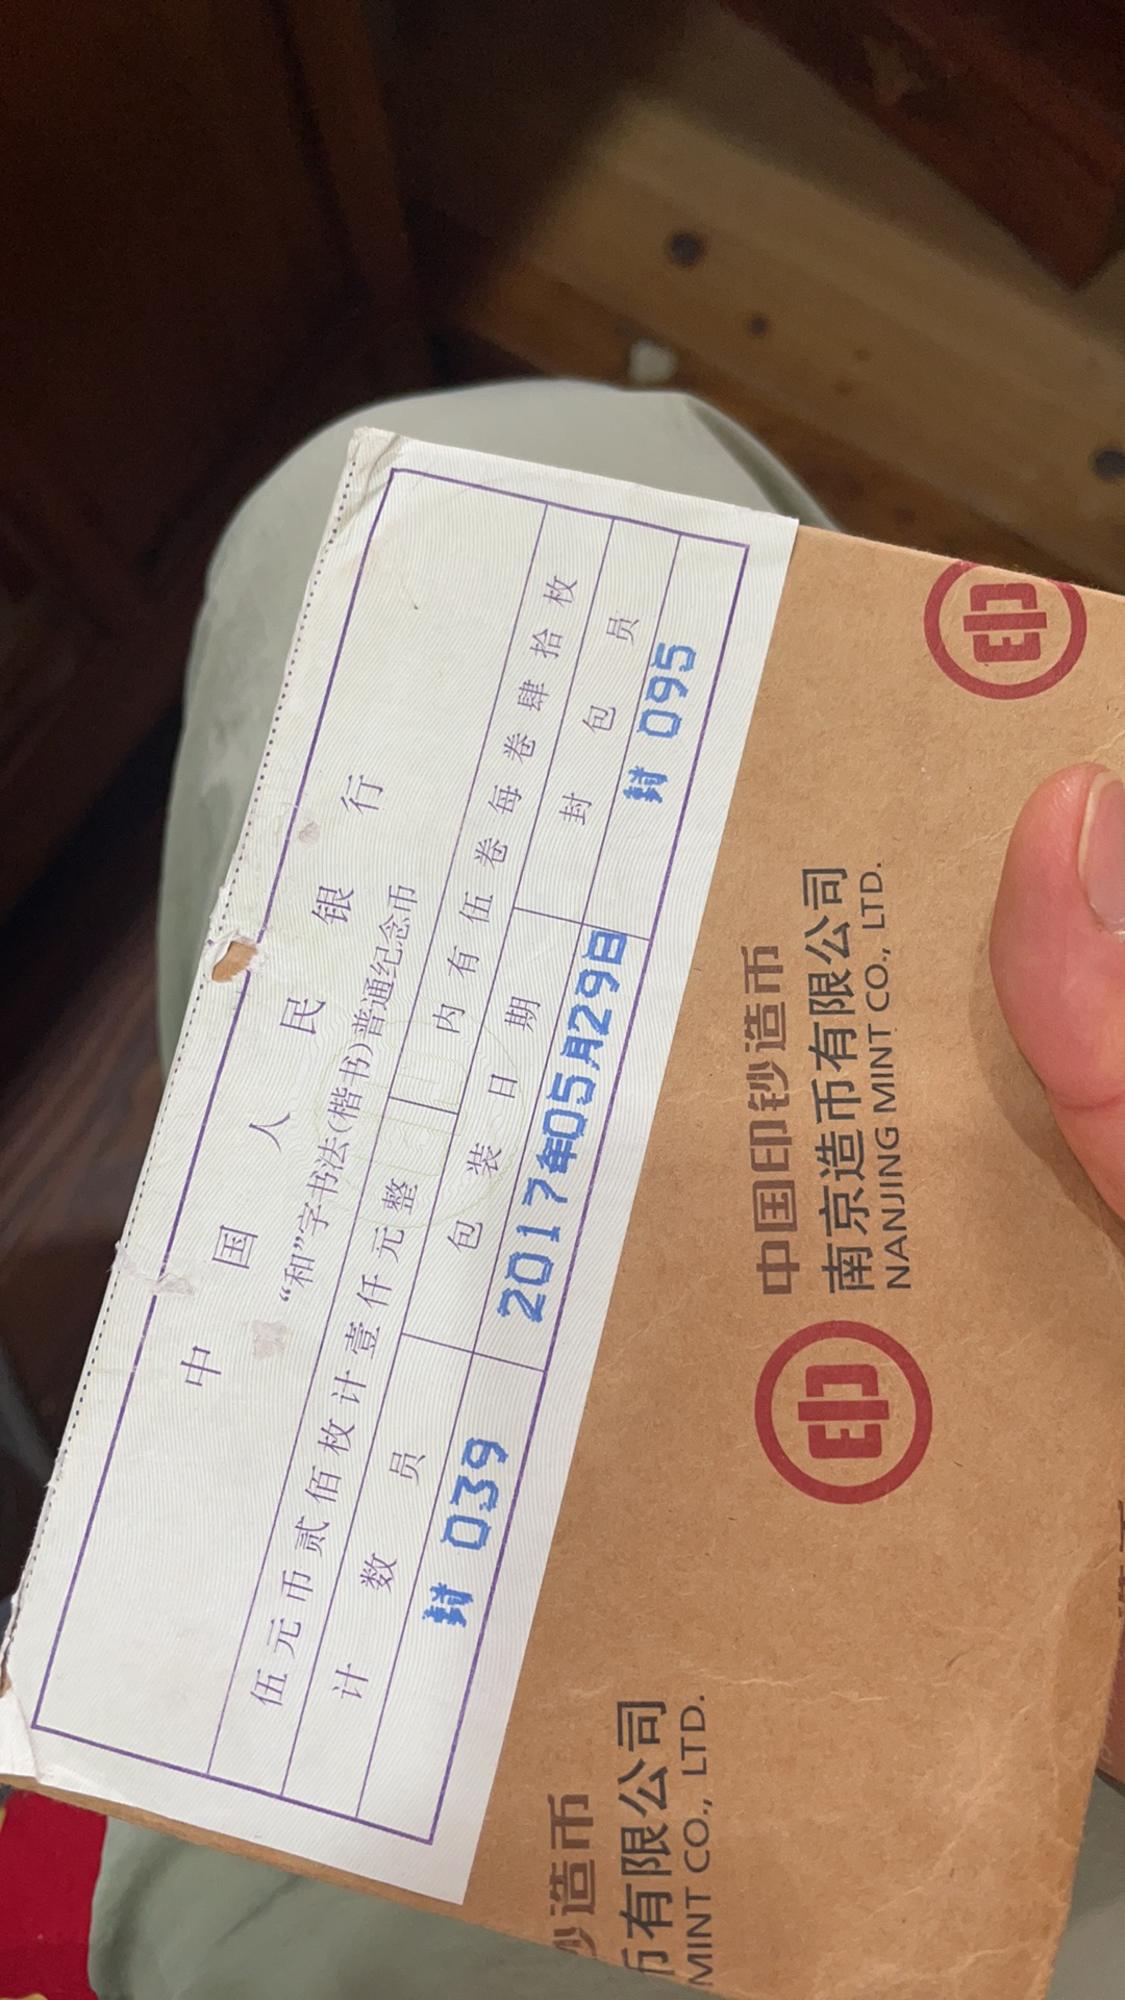 中国人民银行
“和”字书法(楷书)普通纪念币
伍元币贰佰枚计壹仟元整
内有伍卷每卷肆拾枚
计数员
包装日期
封包员
封 039
2017年05月29日
封 095
印
中国印钞造币
南京造币有限公司
NANJING MINT CO., LTD.
印
钞造币
币有限公司
MINT CO., LTD.